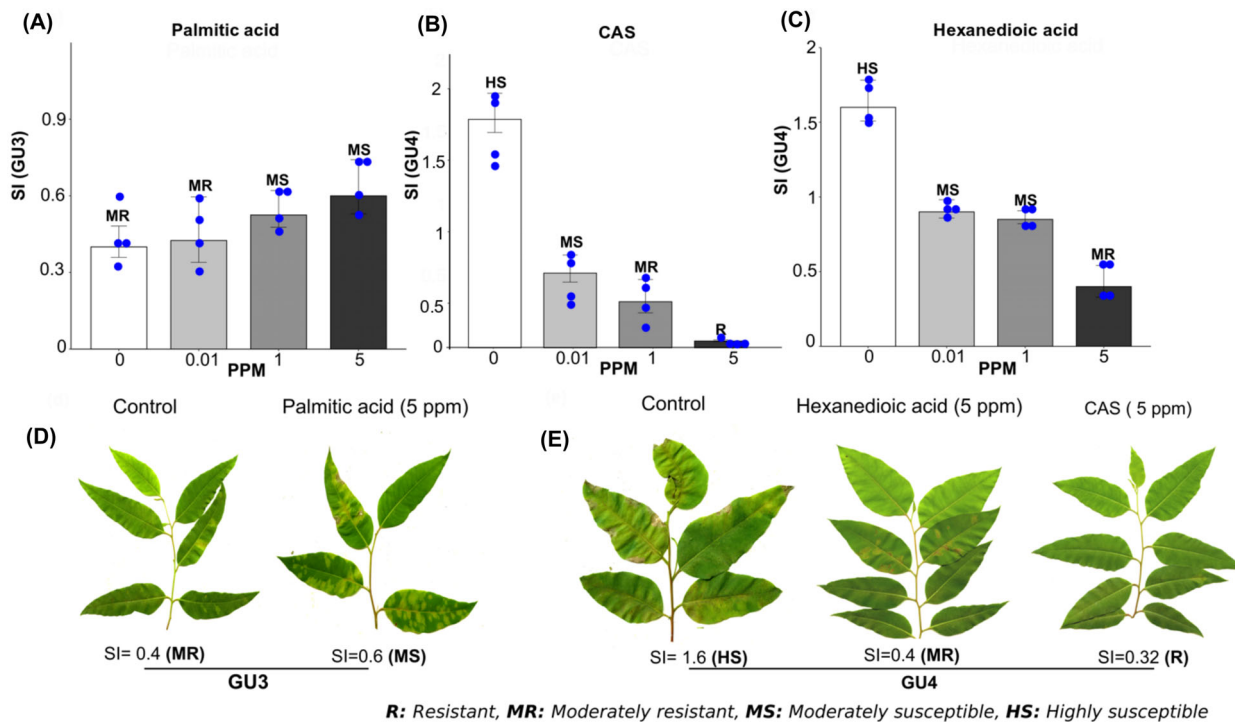 (A)
Palmitic acid
SI (GU3)
0.9
0.6
0.3
0
MR
MR
MS
MS
0 0.01 1 5
PPM
(B)
CAS
SI (GU4)
2
1.5
1
0.5
0
HS
MS
MR
R
0 0.01 1 5
PPM
(C)
Hexanedioic acid
SI (GU4)
2
1.5
1
0.5
0
HS
MS
MS
MR
0 0.01 1 5
PPM
(D)
Control Palmitic acid (5 ppm)
SI= 0.4 (MR) SI=0.6 (MS)
GU3
(E)
Control Hexanedioic acid (5 ppm) CAS ( 5 ppm)
SI= 1.6 (HS) SI=0.4 (MR) SI=0.32 (R)
GU4
R: Resistant, MR: Moderately resistant, MS: Moderately susceptible, HS: Highly susceptible